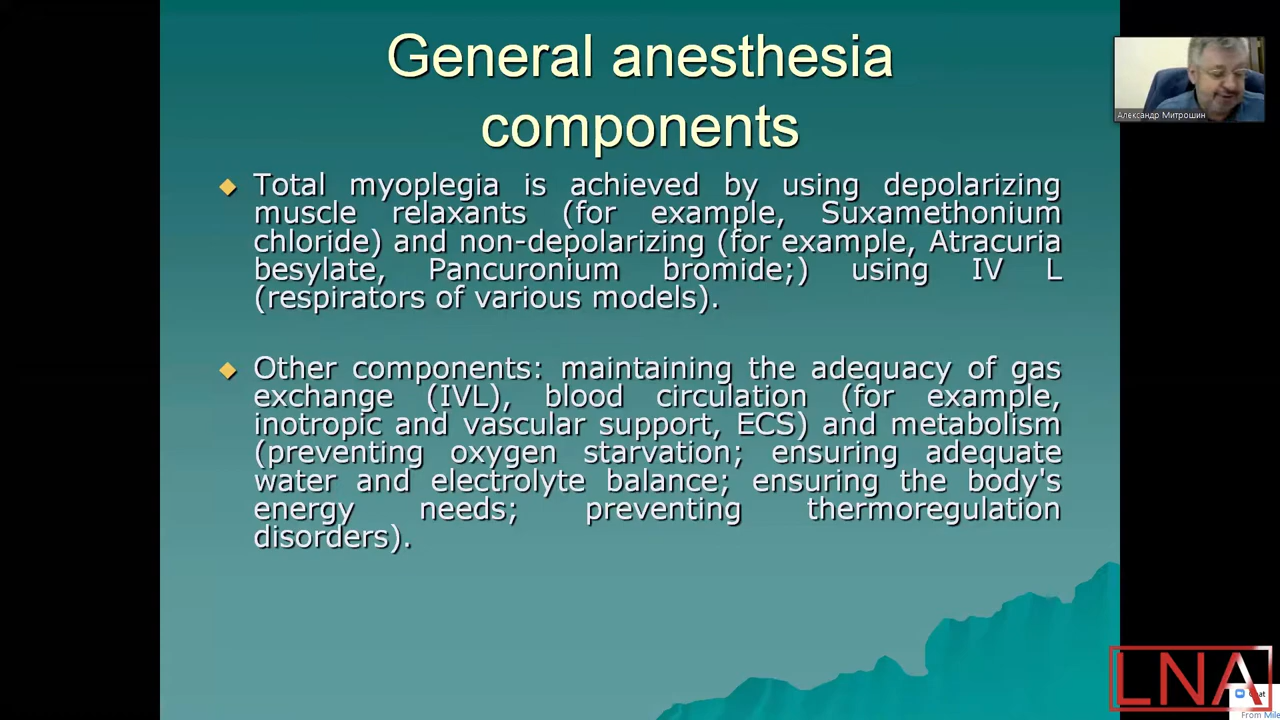 General anesthesia
components
Total myoplegia is achieved by using depolarizing
muscle relaxants (for example, Suxamethonium
chloride) and non-depolarizing (for example, Atracuria
besylate, Pancuronium bromide;) using IV L
(respirators of various models).
Other components: maintaining the adequacy of gas
exchange (IVL), blood circulation (for example,
inotropic and vascular support, ECS) and metabolism
(preventing oxygen starvation; ensuring adequate
water and electrolyte balance; ensuring the body's
energy needs; preventing thermoregulation
disorders).
Александр Митрошин
LNA
From Mile